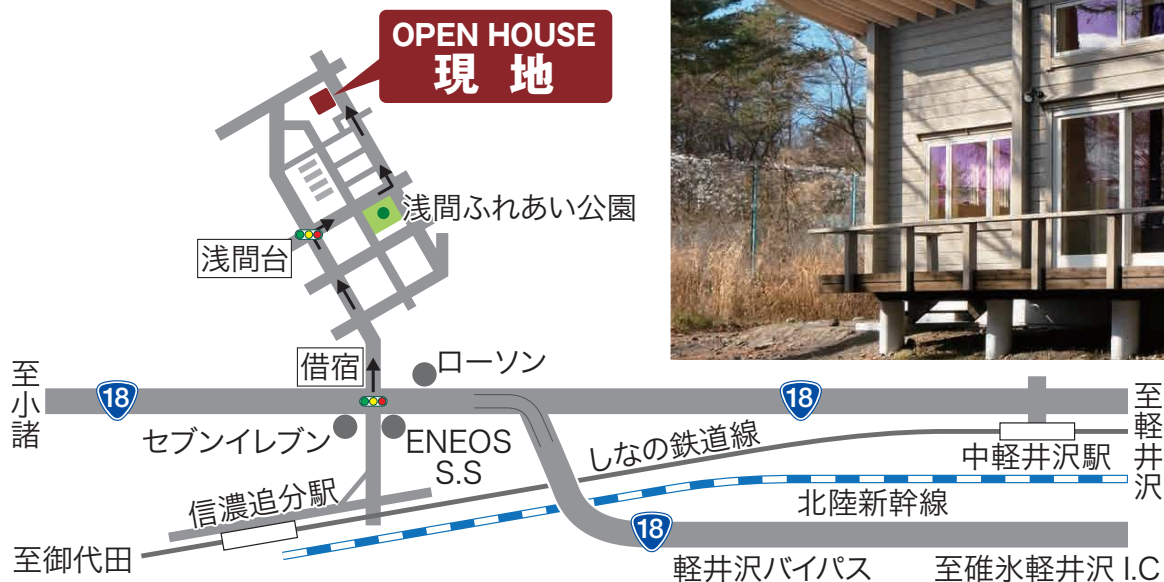 OPEN HOUSE
現 地
浅間ふれあい公園
浅間台
借宿
ローソン
至小諸
18
18
至軽井沢
セブンイレブン
ENEOS
S.S
しなの鉄道線
中軽井沢駅
信濃追分駅
北陸新幹線
18
至御代田
軽井沢バイパス
至碓氷軽井沢 I.C